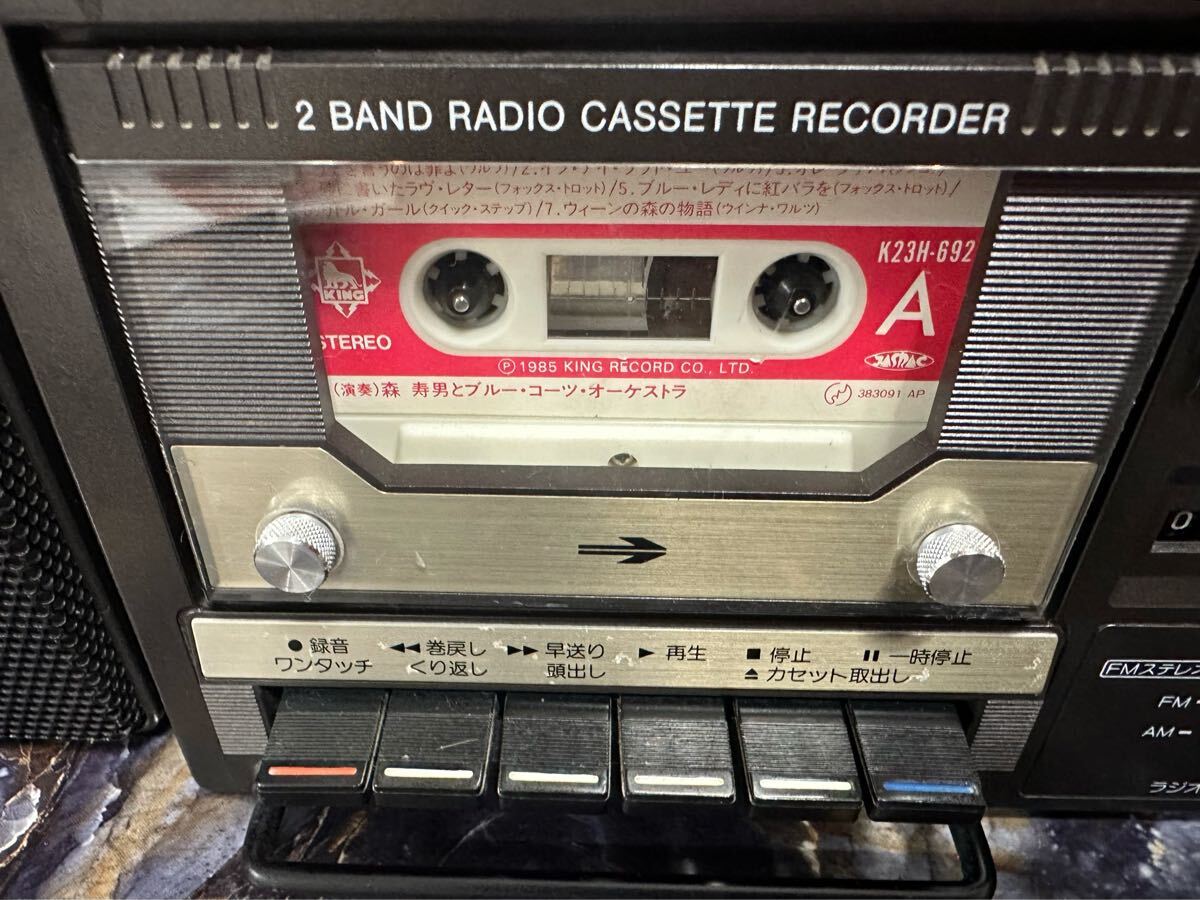 2 BAND RADIO CASSETTE RECORDER
書いたラヴ・レター(フォックス・トロット)/5.ブルー・レディに紅バラを(フォックス・トロット)/
ガール(クイック・ステップ)/7.ウィーンの森の物語(ウインナ・ワルツ)
K23H-692
KING
A
STEREO
Ⓟ1985 KING RECORD CO., LTD.
JASRAC
(演奏)森 寿男とブルー・コーツ・オーケストラ
383091 AP
0
● 録音
ワンタッチ
◀◀ 巻戻し
くり返し
▶▶ 早送り
頭出し
▶ 再生
■ 停止
⏏ カセット取出し
▮▮ 一時停止
FMステレ
FM
AM
ラジオ